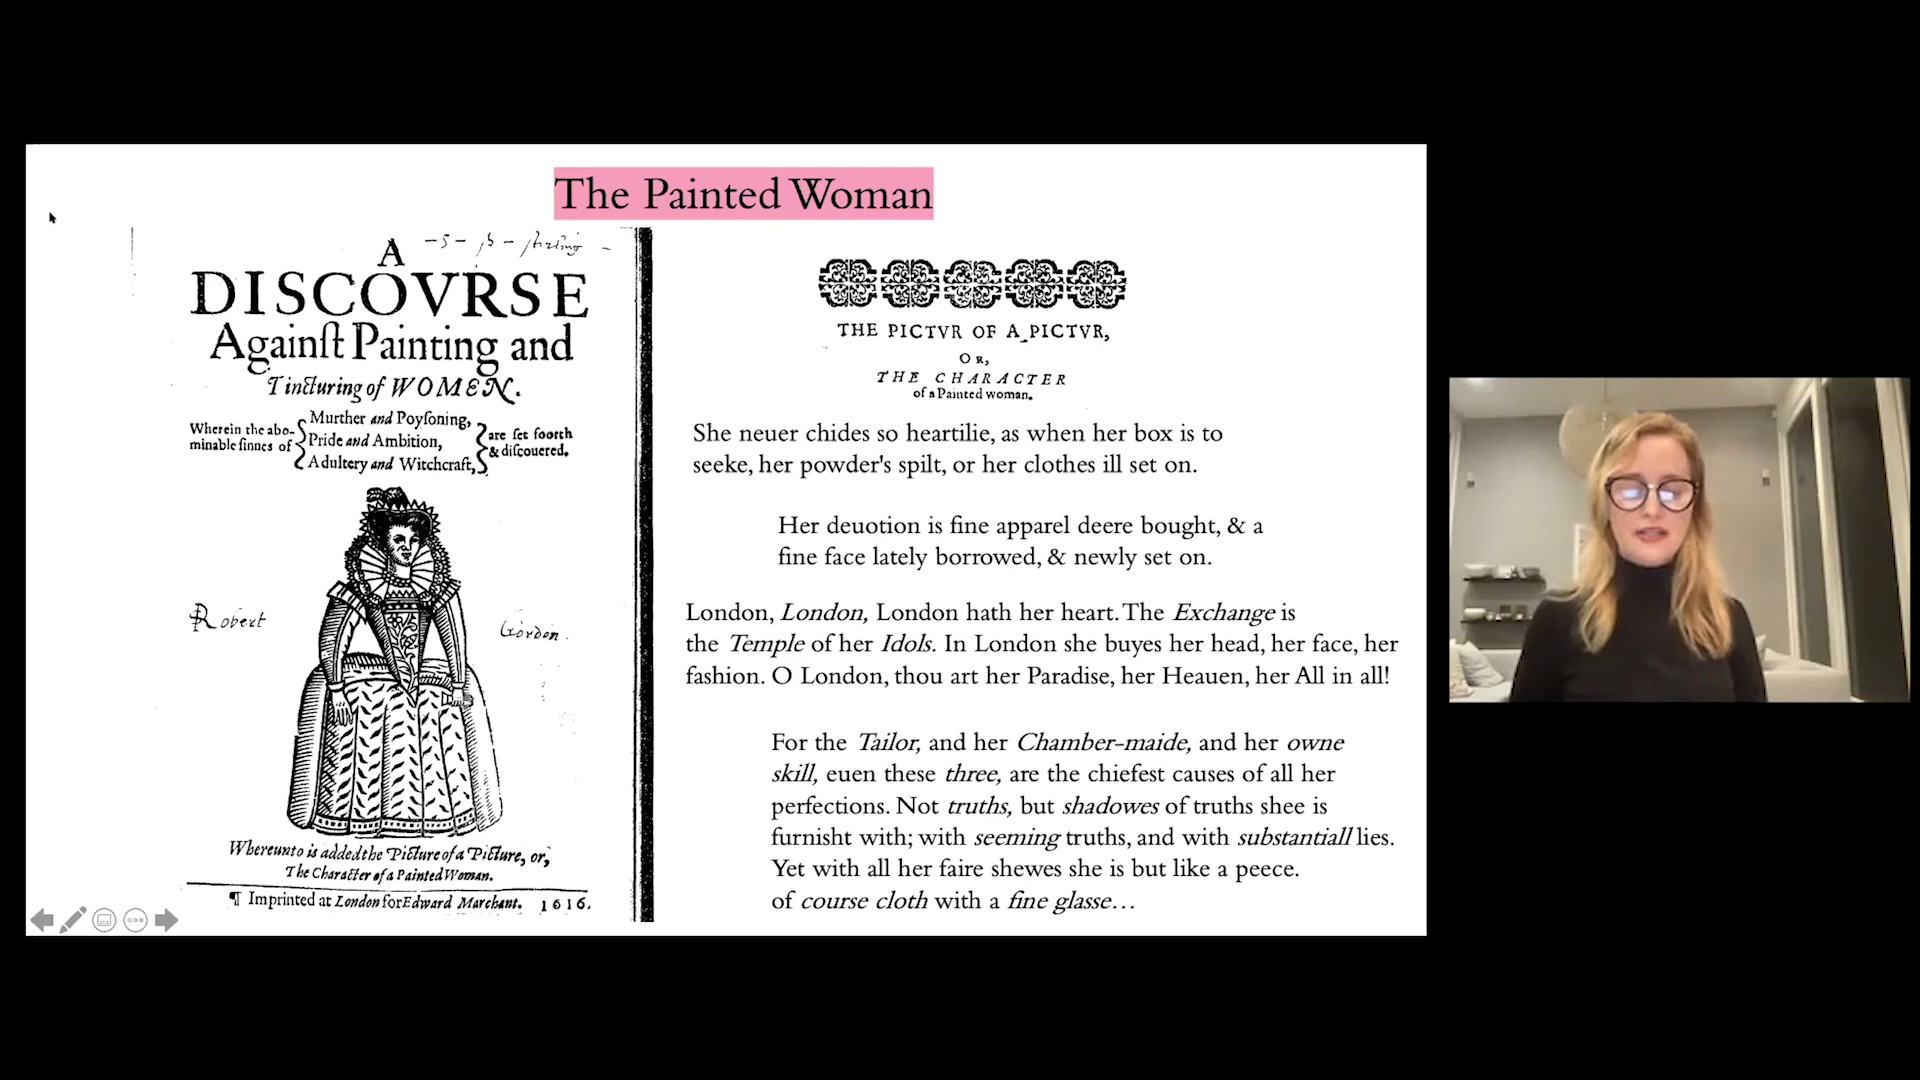 The Painted Woman
A
DISCOVRSE
Againſt Painting and
Tincturing of WOMEN.
Wherein the abo-
minable ſinnes of
Murther and Poyſoning,
Pride and Ambition,
Adultery and Witchcraft,
are ſet foorth
& diſcouered.
Robert
Gordon.
Whereunto is added the Picture of a Picture, or,
The Character of a Painted Woman.
¶ Imprinted at London for Edward Marchant. 1616.
THE PICTVR OF A PICTVR,
OR,
THE CHARACTER
of a Painted woman.
She neuer chides so heartilie, as when her box is to
seeke, her powder's spilt, or her clothes ill set on.
Her deuotion is fine apparel deere bought, & a
fine face lately borrowed, & newly set on.
London, London, London hath her heart. The Exchange is
the Temple of her Idols. In London she buyes her head, her face, her
fashion. O London, thou art her Paradise, her Heauen, her All in all!
For the Tailor, and her Chamber-maide, and her owne
skill, euen these three, are the chiefest causes of all her
perfections. Not truths, but shadowes of truths shee is
furnisht with; with seeming truths, and with substantiall lies.
Yet with all her faire shewes she is but like a peece.
of course cloth with a fine glasse…